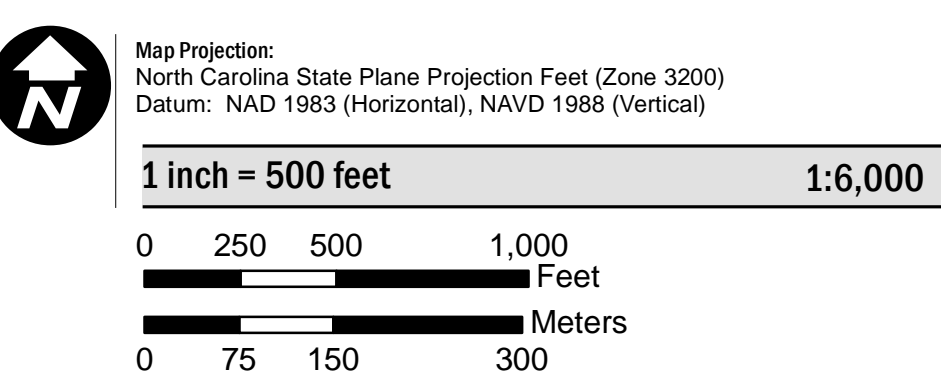 N
Map Projection:
North Carolina State Plane Projection Feet (Zone 3200)
Datum: NAD 1983 (Horizontal), NAVD 1988 (Vertical)
1 inch = 500 feet 1:6,000
0 250 500 1,000
Feet
Meters
0 75 150 300